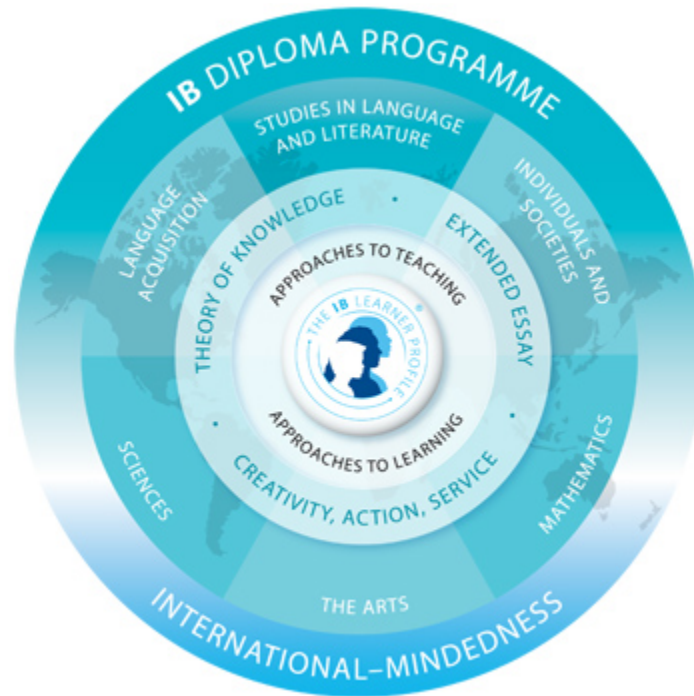 IB DIPLOMA PROGRAMME
STUDIES IN LANGUAGE
AND LITERATURE
LANGUAGE
ACQUISITION
INDIVIDUALS AND
SOCIETIES
THEORY OF KNOWLEDGE
EXTENDED ESSAY
APPROACHES TO TEACHING
THE IB LEARNER PROFILE®
APPROACHES TO LEARNING
CREATIVITY, ACTION, SERVICE
SCIENCES
MATHEMATICS
THE ARTS
INTERNATIONAL–MINDEDNESS